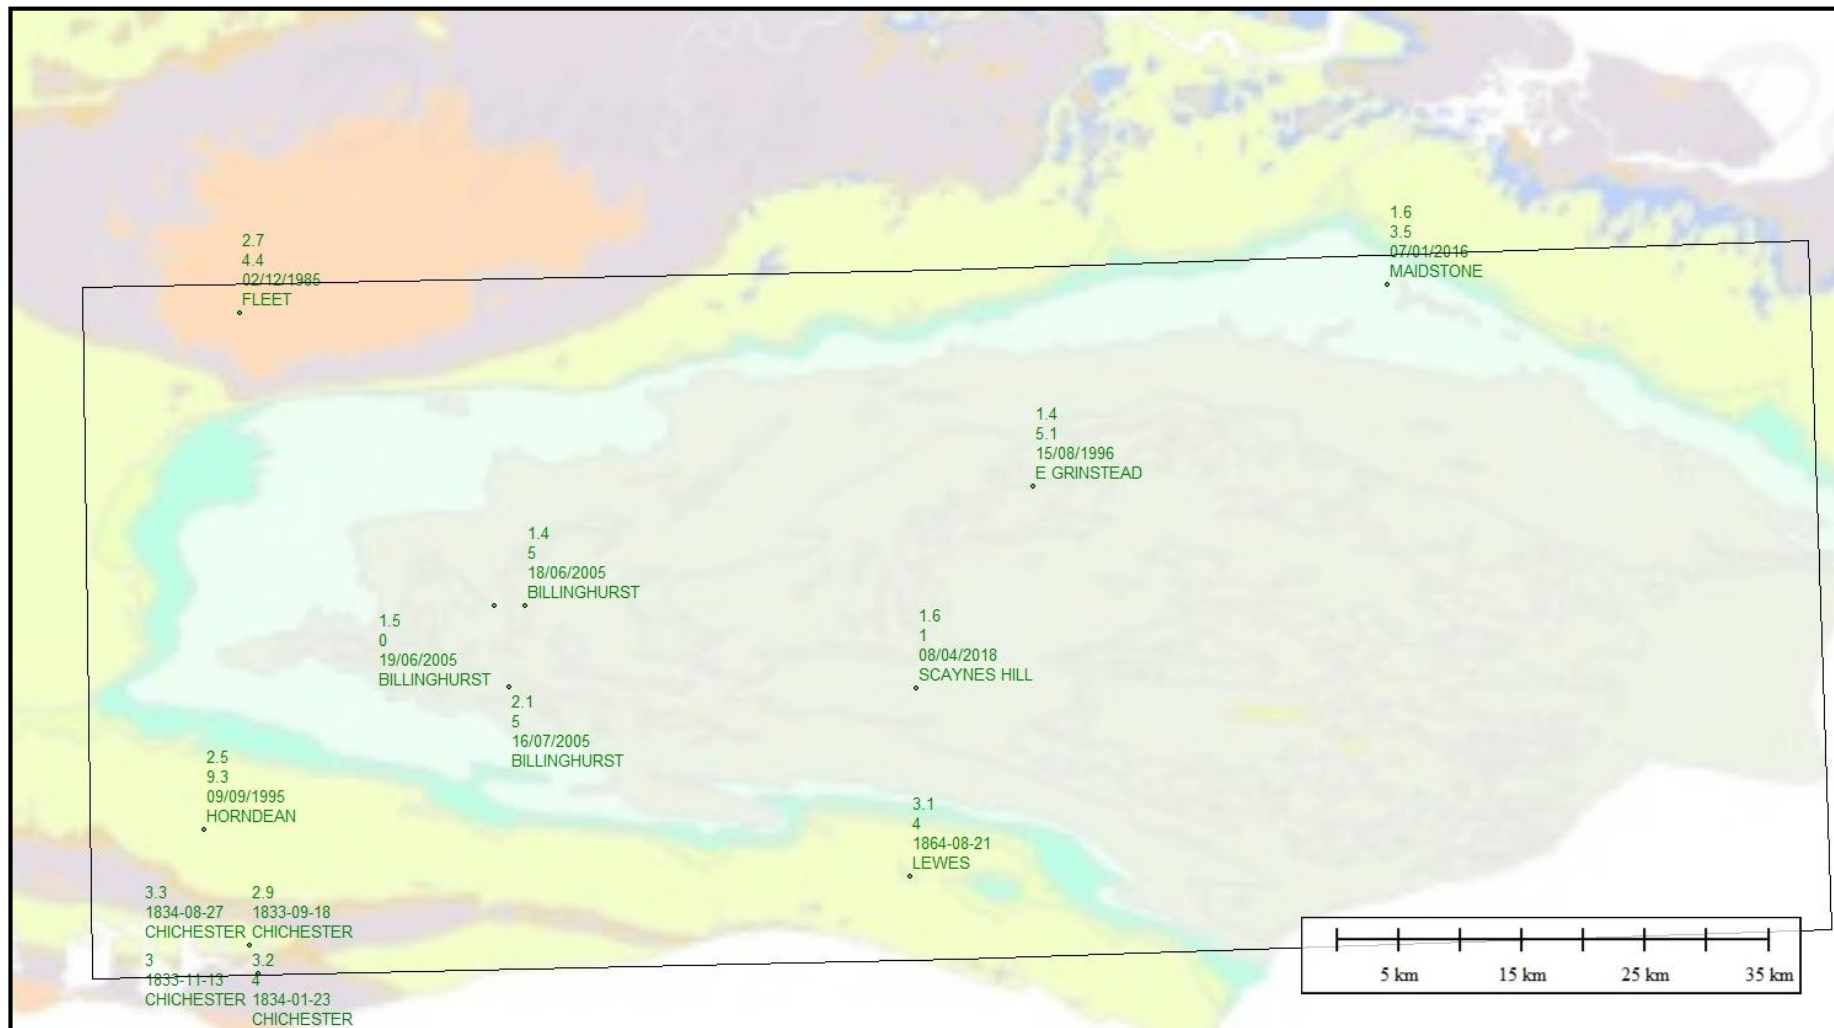 1.6
3.5
07/01/2016
MAIDSTONE
2.7
4.4
02/12/1985
FLEET
1.4
5.1
15/08/1996
E GRINSTEAD
1.4
5
18/06/2005
BILLINGHURST
1.5
0
19/06/2005
BILLINGHURST
1.6
1
08/04/2018
SCAYNES HILL
2.1
5
16/07/2005
BILLINGHURST
2.5
9.3
09/09/1995
HORNDEAN
3.1
4
1864-08-21
LEWES
3.3
1834-08-27
CHICHESTER
2.9
1833-09-18
CHICHESTER
3
1833-11-13
CHICHESTER
3.2
4
1834-01-23
CHICHESTER
5 km 15 km 25 km 35 km